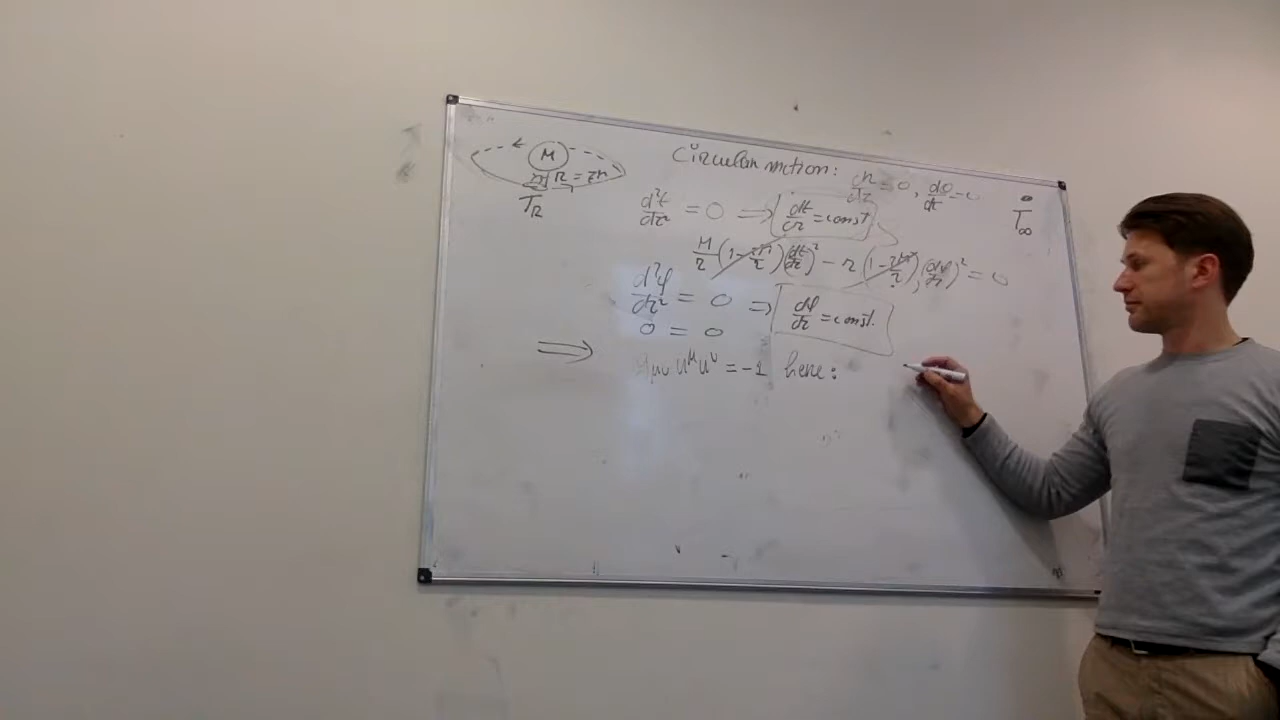 Circular motion: dr/dτ = 0, dθ/dτ = 0
M
R = zn
T_R
T_∞
d²t/dτ² = 0 ⇒ dt/dτ = const
M/r (1 - 2M/r) (dt/dτ)² - r (1 - 2M/r) (dφ/dτ)² = 0
d²φ/dτ² = 0 ⇒ dφ/dτ = const.
0 = 0
⇒ g_μν u^μ u^ν = -1 here: